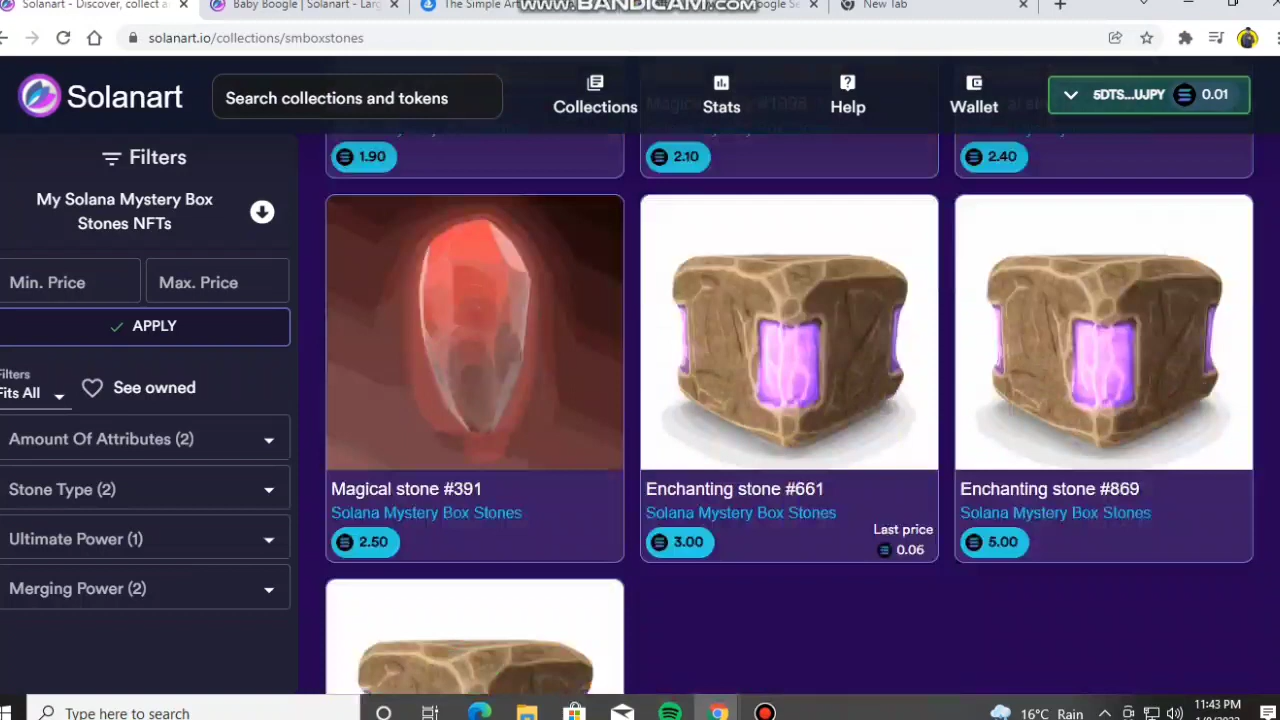 Solanart - Discover, collect a
Baby Boogle | Solanart - Larg
The Simple Ar
WWW.BANDICAM.COM
oogle Se
New Tab
solanart.io/collections/smboxstones
Solanart
Search collections and tokens
Collections
Stats
Help
Wallet
5DTS...UJPY
0.01
Filters
My Solana Mystery Box
Stones NFTs
Min. Price
Max. Price
APPLY
Filters
Fits All
See owned
Amount Of Attributes (2)
Stone Type (2)
Ultimate Power (1)
Merging Power (2)
1.90
2.10
2.40
Magical stone #391
Solana Mystery Box Stones
2.50
Enchanting stone #661
Solana Mystery Box Stones
Last price
3.00
0.06
Enchanting stone #869
Solana Mystery Box Stones
5.00
Type here to search
16°C Rain
11:43 PM